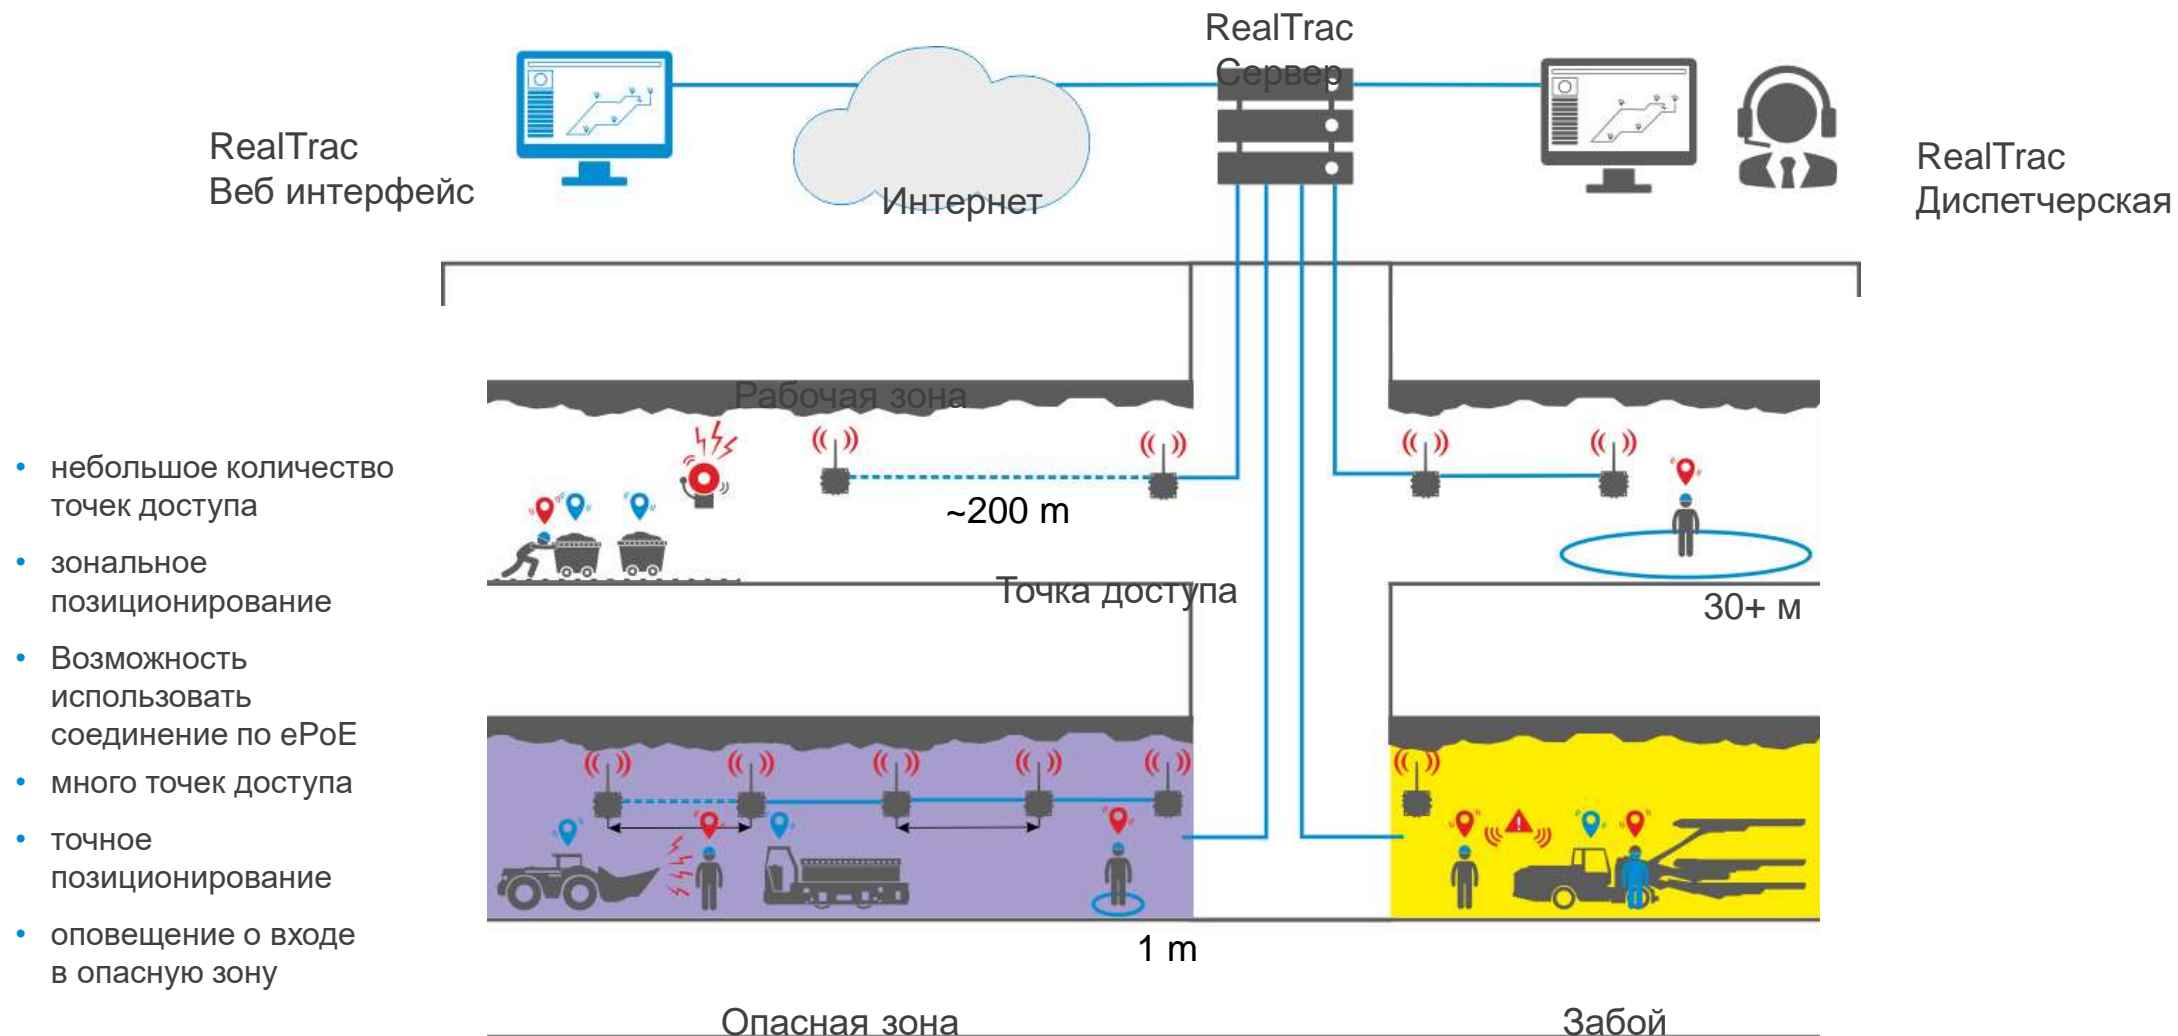 RealTrac
Сервер
RealTrac
Веб интерфейс
Интернет
RealTrac
Диспетчерская
Рабочая зона
~200 m
Точка доступа
30+ м
• небольшое количество
точек доступа
• зональное
позиционирование
• Возможность
использовать
соединение по ePoE
• много точек доступа
• точное
позиционирование
• оповещение о входе
в опасную зону
1 m
Опасная зона
Забой